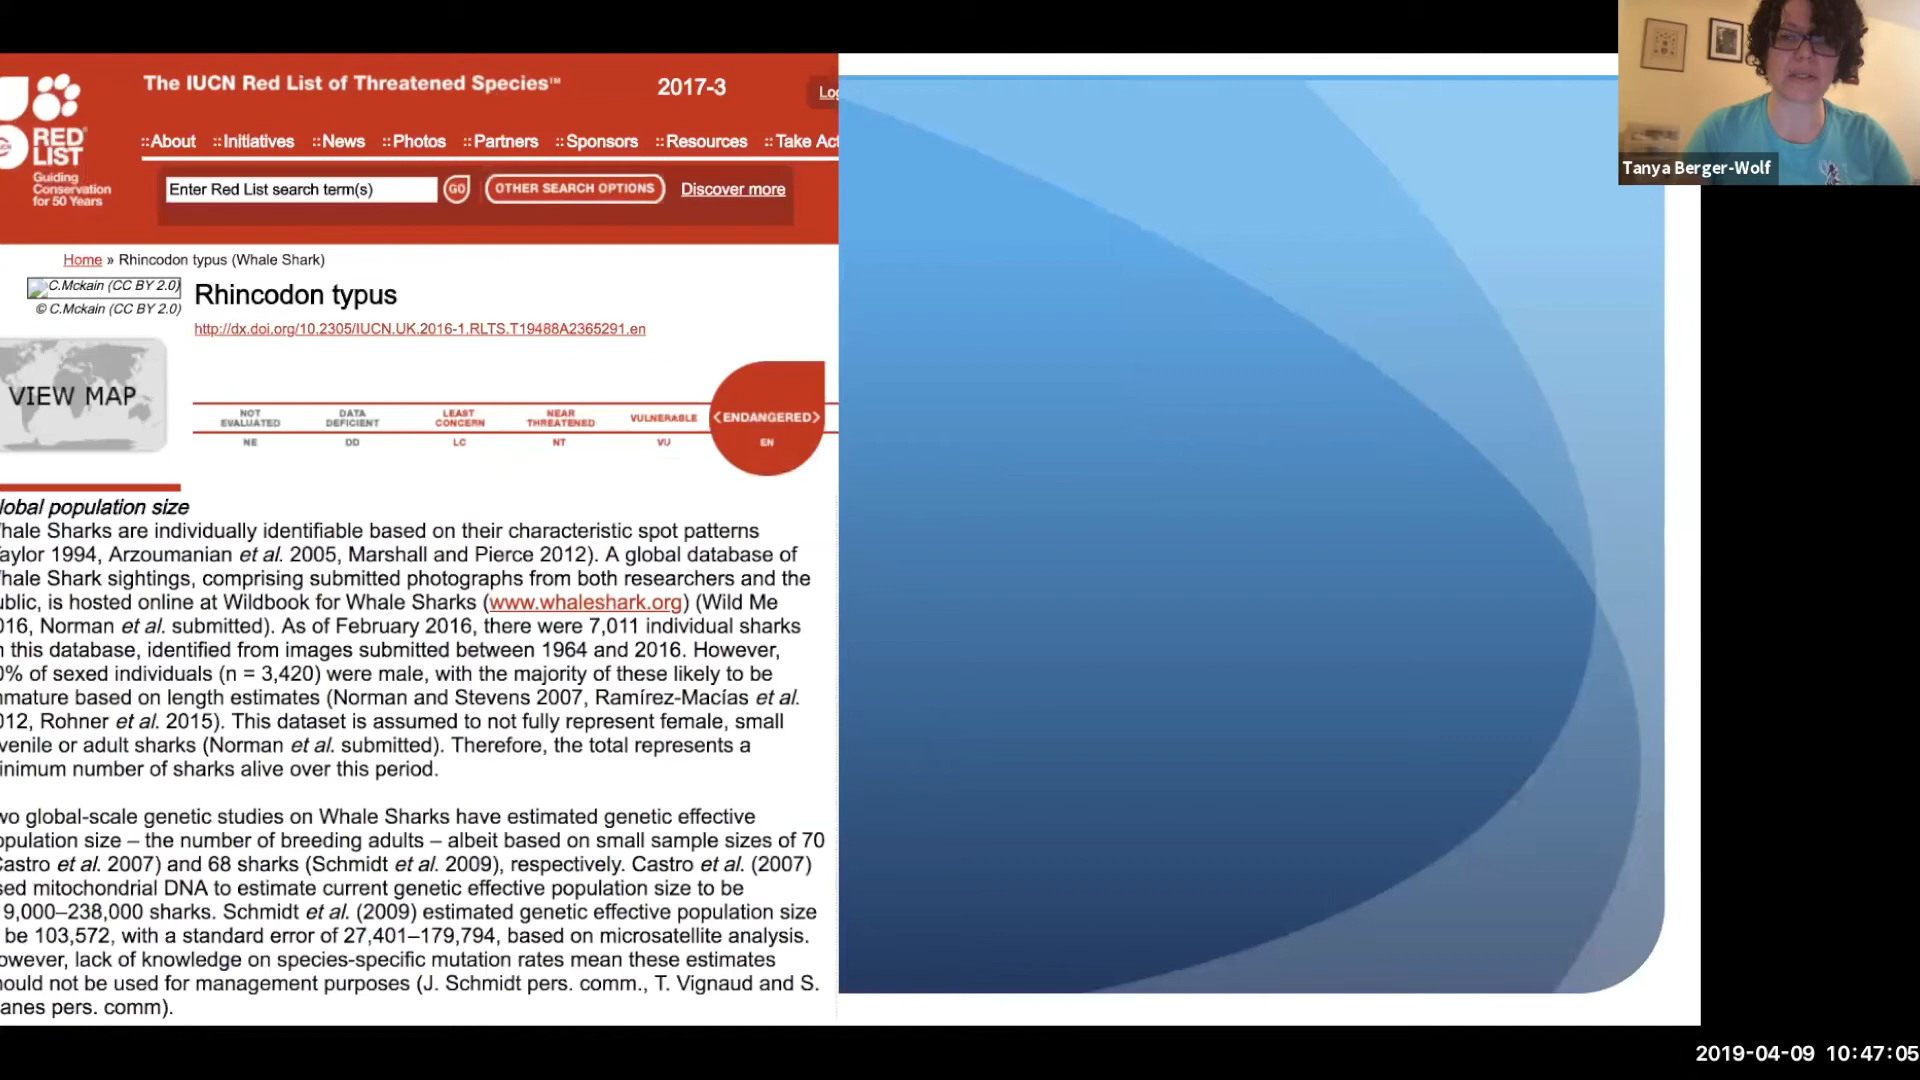 The IUCN Red List of Threatened Species™
2017-3
RED
LIST
Guiding
Conservation
for 50 Years
::About ::Initiatives ::News ::Photos ::Partners ::Sponsors ::Resources ::Take Act
Enter Red List search term(s) GO OTHER SEARCH OPTIONS Discover more
Home » Rhincodon typus (Whale Shark)
C.Mckain (CC BY 2.0)
© C.Mckain (CC BY 2.0)
Rhincodon typus
http://dx.doi.org/10.2305/IUCN.UK.2016-1.RLTS.T19488A2365291.en
VIEW MAP
NOT EVALUATED DATA DEFICIENT LEAST CONCERN NEAR THREATENED VULNERABLE <ENDANGERED>
NE DD LC NT VU EN
lobal population size
hale Sharks are individually identifiable based on their characteristic spot patterns
aylor 1994, Arzoumanian et al. 2005, Marshall and Pierce 2012). A global database of
hale Shark sightings, comprising submitted photographs from both researchers and the
ublic, is hosted online at Wildbook for Whale Sharks (www.whaleshark.org) (Wild Me
016, Norman et al. submitted). As of February 2016, there were 7,011 individual sharks
this database, identified from images submitted between 1964 and 2016. However,
0% of sexed individuals (n = 3,420) were male, with the majority of these likely to be
mature based on length estimates (Norman and Stevens 2007, Ramírez-Macías et al.
012, Rohner et al. 2015). This dataset is assumed to not fully represent female, small
venile or adult sharks (Norman et al. submitted). Therefore, the total represents a
inimum number of sharks alive over this period.
wo global-scale genetic studies on Whale Sharks have estimated genetic effective
opulation size – the number of breeding adults – albeit based on small sample sizes of 70
Castro et al. 2007) and 68 sharks (Schmidt et al. 2009), respectively. Castro et al. (2007)
sed mitochondrial DNA to estimate current genetic effective population size to be
9,000–238,000 sharks. Schmidt et al. (2009) estimated genetic effective population size
be 103,572, with a standard error of 27,401–179,794, based on microsatellite analysis.
owever, lack of knowledge on species-specific mutation rates mean these estimates
hould not be used for management purposes (J. Schmidt pers. comm., T. Vignaud and S.
anes pers. comm).
Tanya Berger-Wolf
2019-04-09 10:47:05